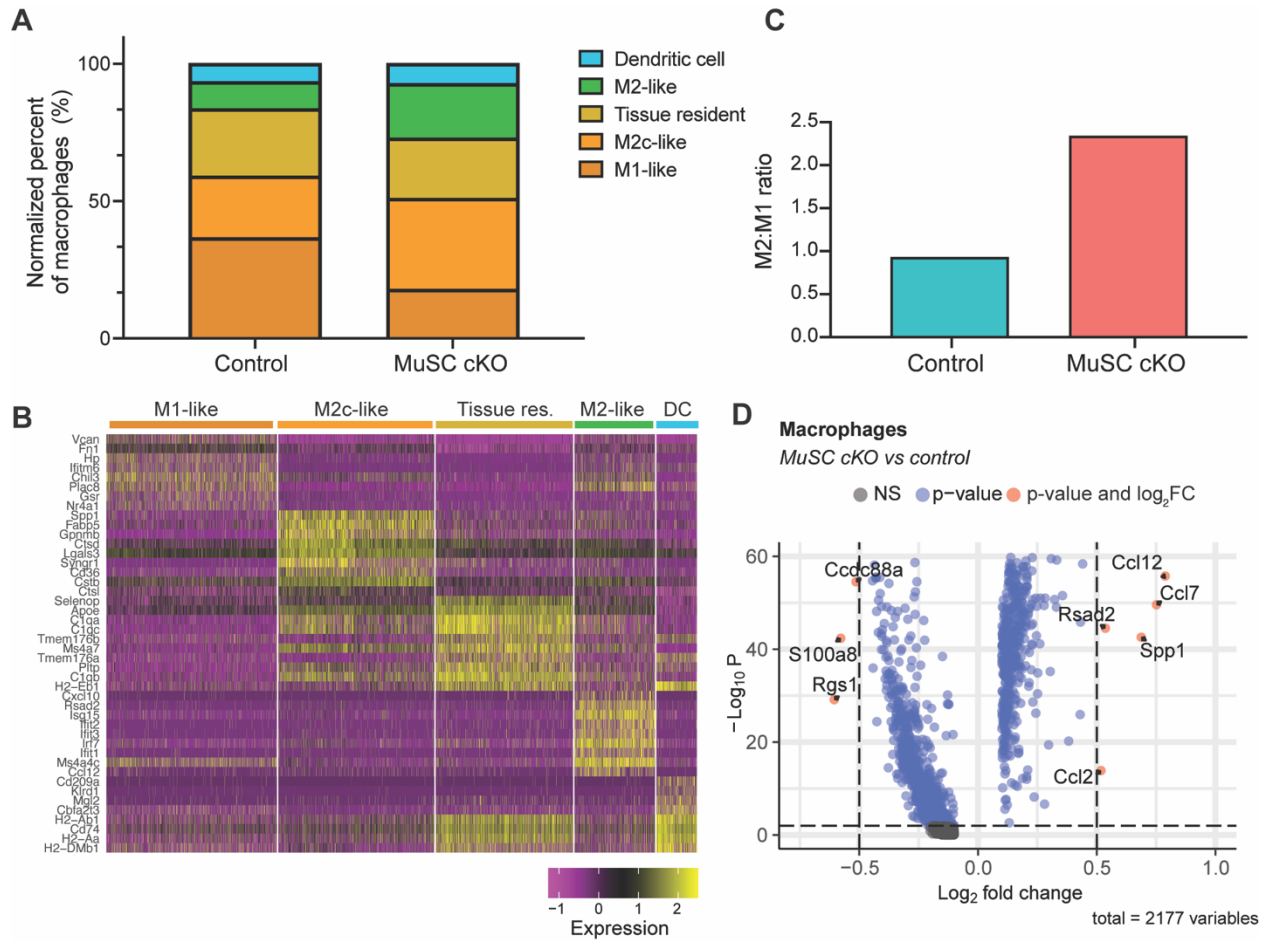 A
Normalized percent
of macrophages (%)
100
50
0
Control
MuSC cKO
Dendritic cell
M2-like
Tissue resident
M2c-like
M1-like
C
M2:M1 ratio
2.5
2.0
1.5
1.0
0.5
0.0
Control
MuSC cKO
B
M1-like
M2c-like
Tissue res.
M2-like
DC
Vcan
Fn1
Hp
Ifitm6
Chil3
Plac8
Gsr
Nr4a1
Spp1
Fabp5
Gpnmb
Ctsd
Lgals3
Syngr1
Cd36
Cstb
Ctsl
Selenop
Apoe
C1qa
C1qc
Tmem176b
Ms4a7
Tmem176a
Pltp
C1qb
H2-Eb1
Cxcl10
Rsad2
Isg15
Ifit2
Ifit3
Irf7
Ifit1
Ms4a4c
Ccl12
Cd209a
Klrd1
Mgl2
Cbfa2t3
H2-Ab1
Cd74
H2-Aa
H2-DMb1
−1 0 1 2
Expression
D
Macrophages
MuSC cKO vs control
NS p-value p-value and log2FC
−Log10 P
60
40
20
0
Ccdc88a
S100a8
Rgs1
Ccl12
Ccl7
Rsad2
Spp1
Ccl2
−0.5 0.0 0.5 1.0
Log2 fold change
total = 2177 variables